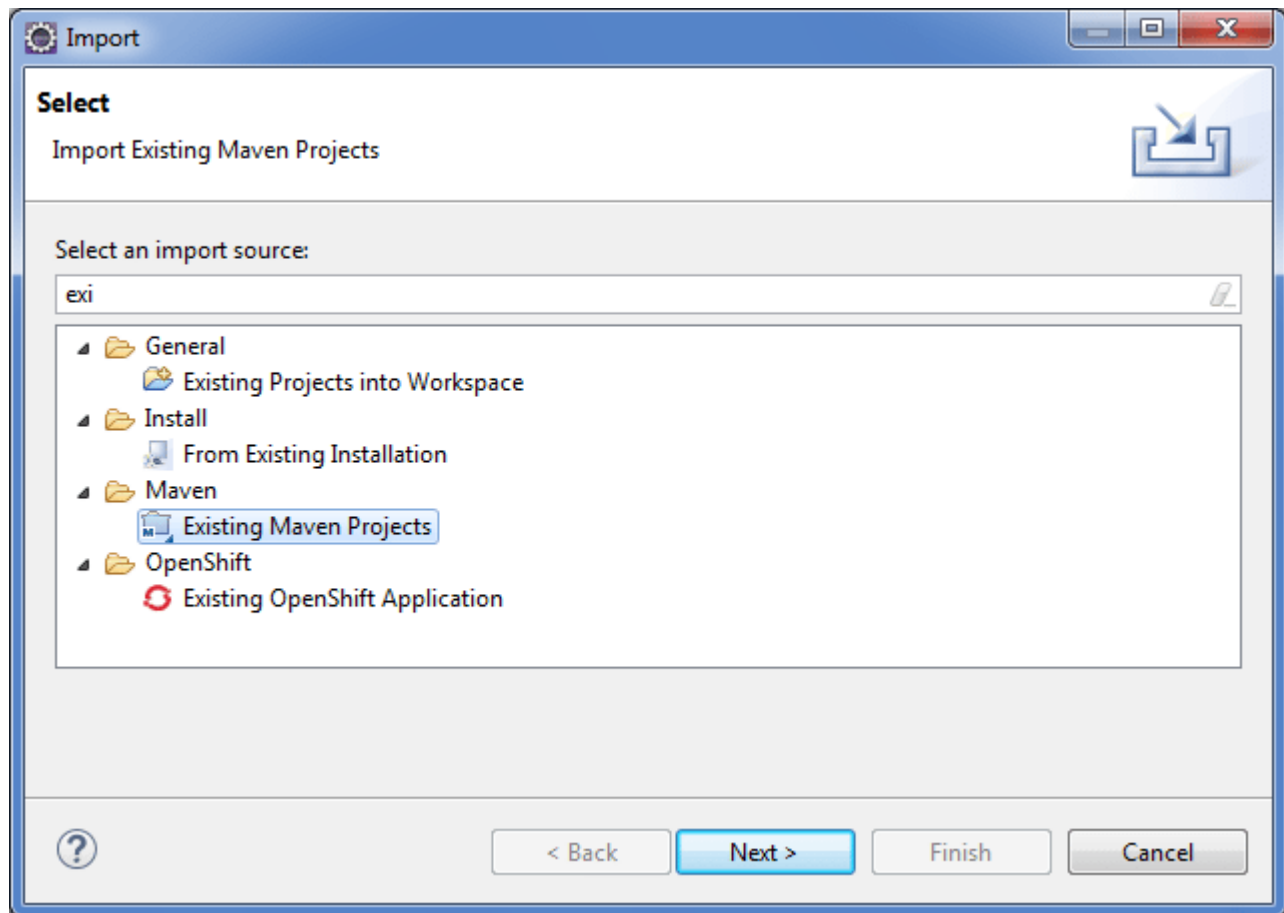 Import
Select
Import Existing Maven Projects
Select an import source:
exi
General
Existing Projects into Workspace
Install
From Existing Installation
Maven
Existing Maven Projects
OpenShift
Existing OpenShift Application
? < Back Next > Finish Cancel